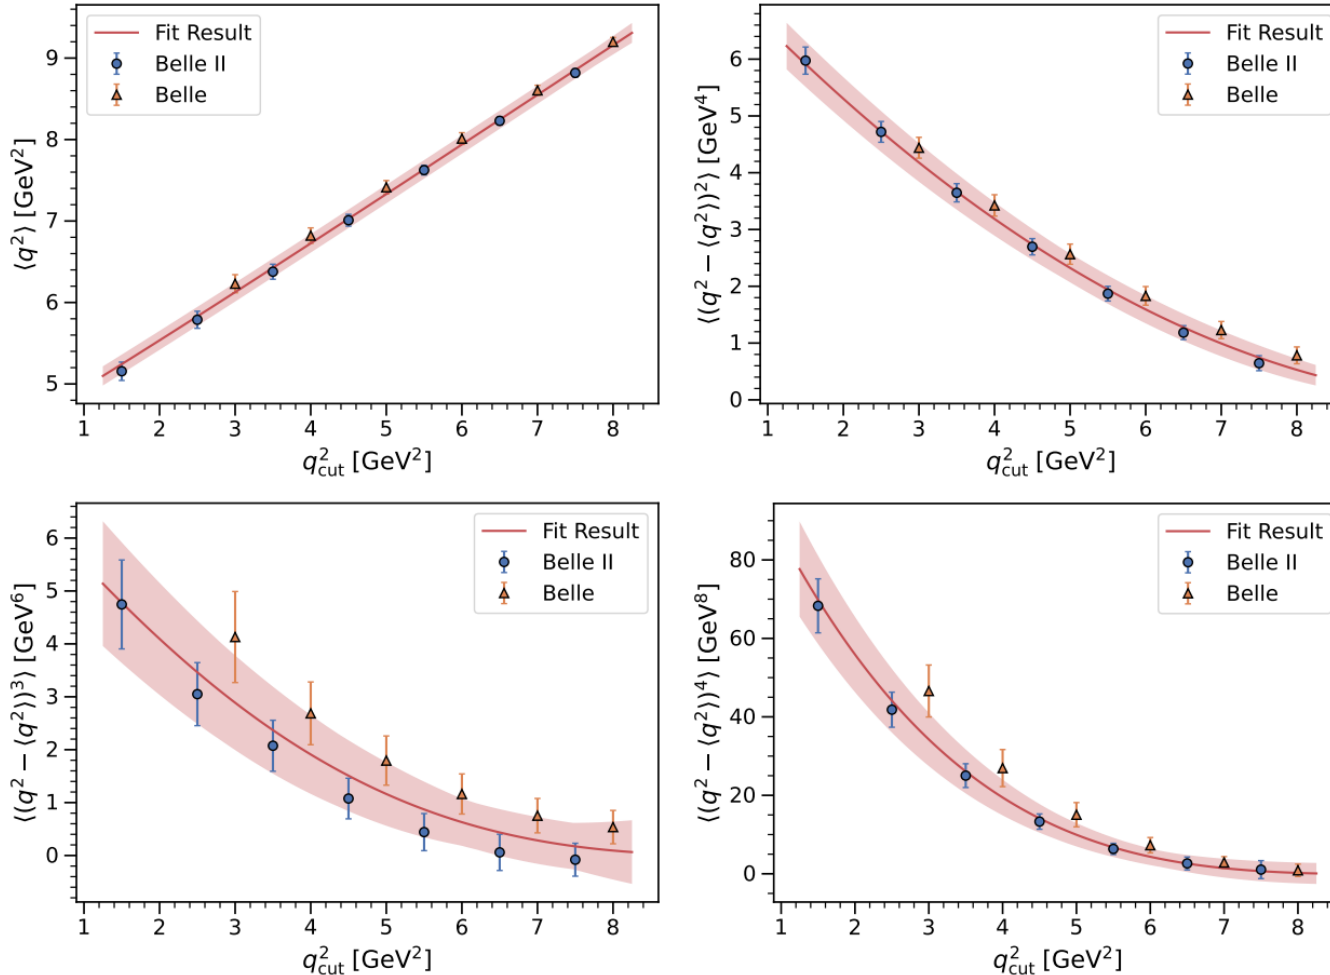 9
8
7
6
5
⟨q²⟩ [GeV²]
Fit Result
Belle II
Belle
1 2 3 4 5 6 7 8
q²cut [GeV²]
6
5
4
3
2
1
0
⟨(q² − ⟨q²⟩)²⟩ [GeV⁴]
Fit Result
Belle II
Belle
1 2 3 4 5 6 7 8
q²cut [GeV²]
6
5
4
3
2
1
0
⟨(q² − ⟨q²⟩)³⟩ [GeV⁶]
Fit Result
Belle II
Belle
1 2 3 4 5 6 7 8
q²cut [GeV²]
80
60
40
20
0
⟨(q² − ⟨q²⟩)⁴⟩ [GeV⁸]
Fit Result
Belle II
Belle
1 2 3 4 5 6 7 8
q²cut [GeV²]